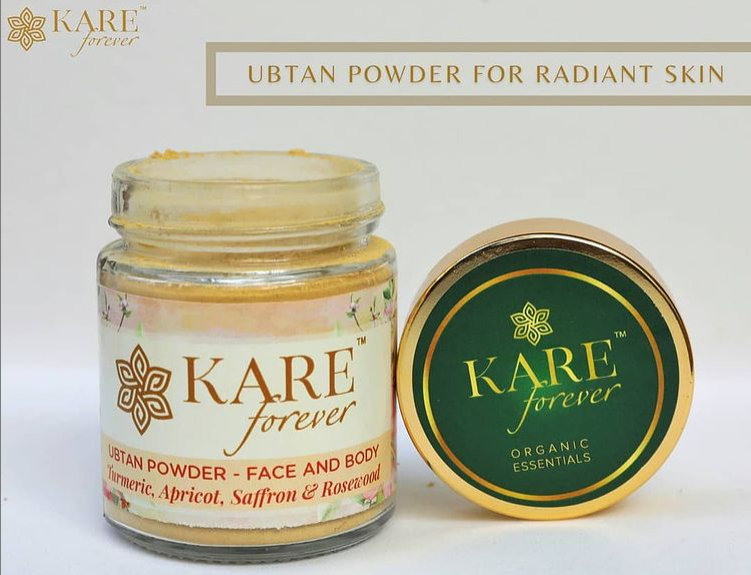 KARE™
forever
UBTAN POWDER FOR RADIANT SKIN
KARE™
forever
UBTAN POWDER - FACE AND BODY
Turmeric, Apricot, Saffron & Rosewood
KARE™
forever
ORGANIC
ESSENTIALS